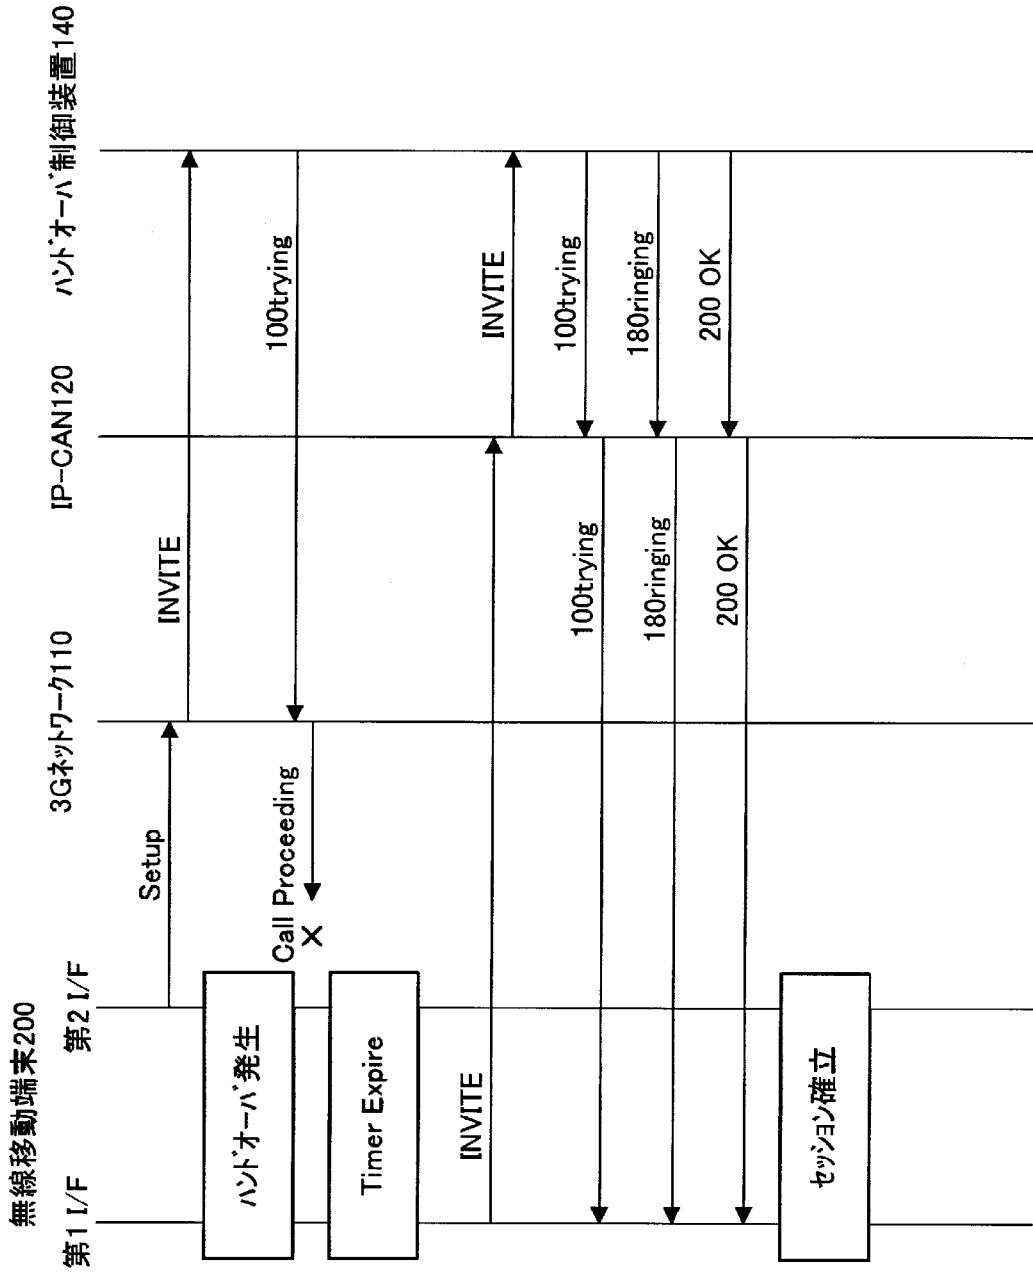 無線移動端末200
第1 I/F
第2 I/F
3Gネットワーク110
IP-CAN120
ハンドオーバ制御装置140
Setup
INVITE
ハンドオーバ発生
100trying
Call Proceeding
×
Timer Expire
INVITE
INVITE
100trying
100trying
180ringing
180ringing
200 OK
200 OK
セッション確立